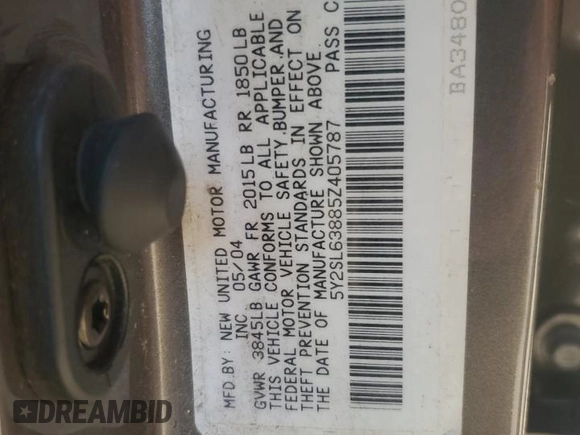 MFD.BY: NEW UNITED MOTOR MANUFACTURING
INC 05/04
GVWR 3845LB GAWR FR 2015LB RR 1850LB
THIS VEHICLE CONFORMS TO ALL APPLICABLE
FEDERAL MOTOR VEHICLE SAFETY,BUMPER,AND
THEFT PREVENTION STANDARDS IN EFFECT ON
THE DATE OF MANUFACTURE SHOWN ABOVE.
5Y2SL63885Z405787 PASS C
BA3480
DREAMBID